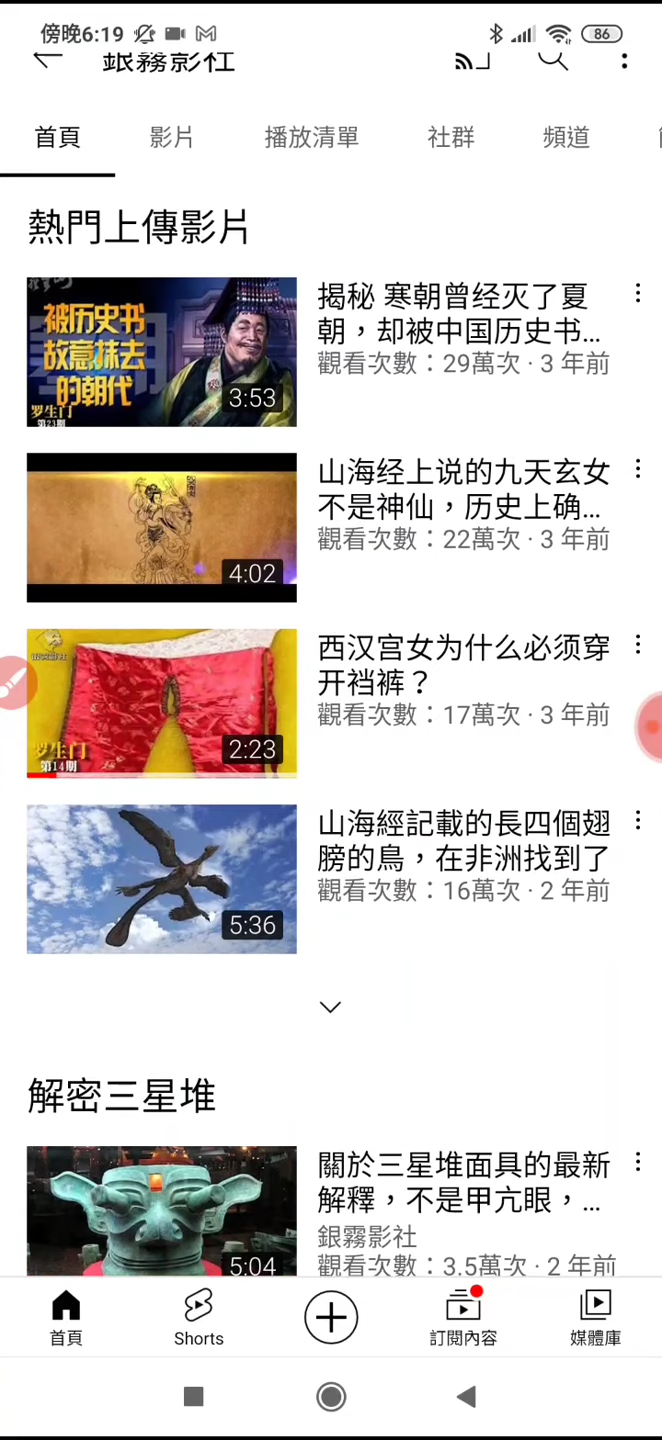 傍晚6:19
86
銀霧影社
首頁
影片
播放清單
社群
頻道
熱門上傳影片
被历史书
故意抹去
的朝代
罗生门
第23期
3:53
揭秘 寒朝曾经灭了夏
朝，却被中国历史书...
觀看次數：29萬次 · 3 年前
4:02
山海经上说的九天玄女
不是神仙，历史上确...
觀看次數：22萬次 · 3 年前
罗生门
第14期
2:23
西汉宫女为什么必须穿
开裆裤？
觀看次數：17萬次 · 3 年前
5:36
山海經記載的長四個翅
膀的鳥，在非洲找到了
觀看次數：16萬次 · 2 年前
解密三星堆
5:04
關於三星堆面具的最新
解釋，不是甲亢眼，...
銀霧影社
觀看次數：3.5萬次 · 2 年前
首頁
Shorts
訂閱內容
媒體庫